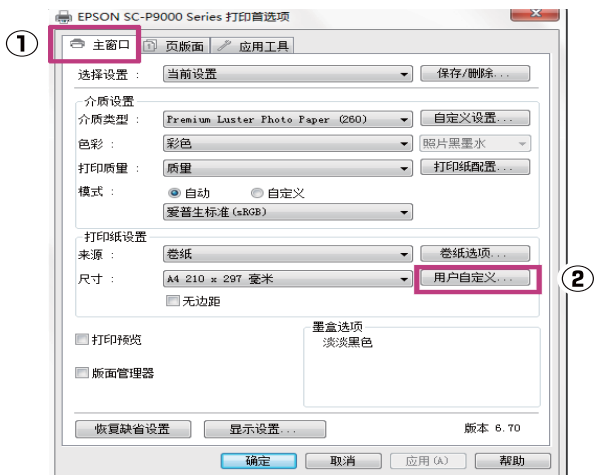 EPSON SC-P9000 Series 打印首选项
① 主窗口 页版面 应用工具
选择设置 : 当前设置 保存/删除...
介质设置
介质类型 : Premium Luster Photo Paper (260) 自定义设置...
色彩 : 彩色 照片黑墨水
打印质量 : 质量 打印纸配置...
模式 : 自动 自定义
爱普生标准(sRGB)
打印纸设置
来源 : 卷纸 卷纸选项...
尺寸 : A4 210 x 297 毫米 用户自定义... ②
无边距
打印预览
版面管理器
墨盒选项
淡淡黑色
恢复缺省设置 显示设置... 版本 6.70
确定 取消 应用(A) 帮助